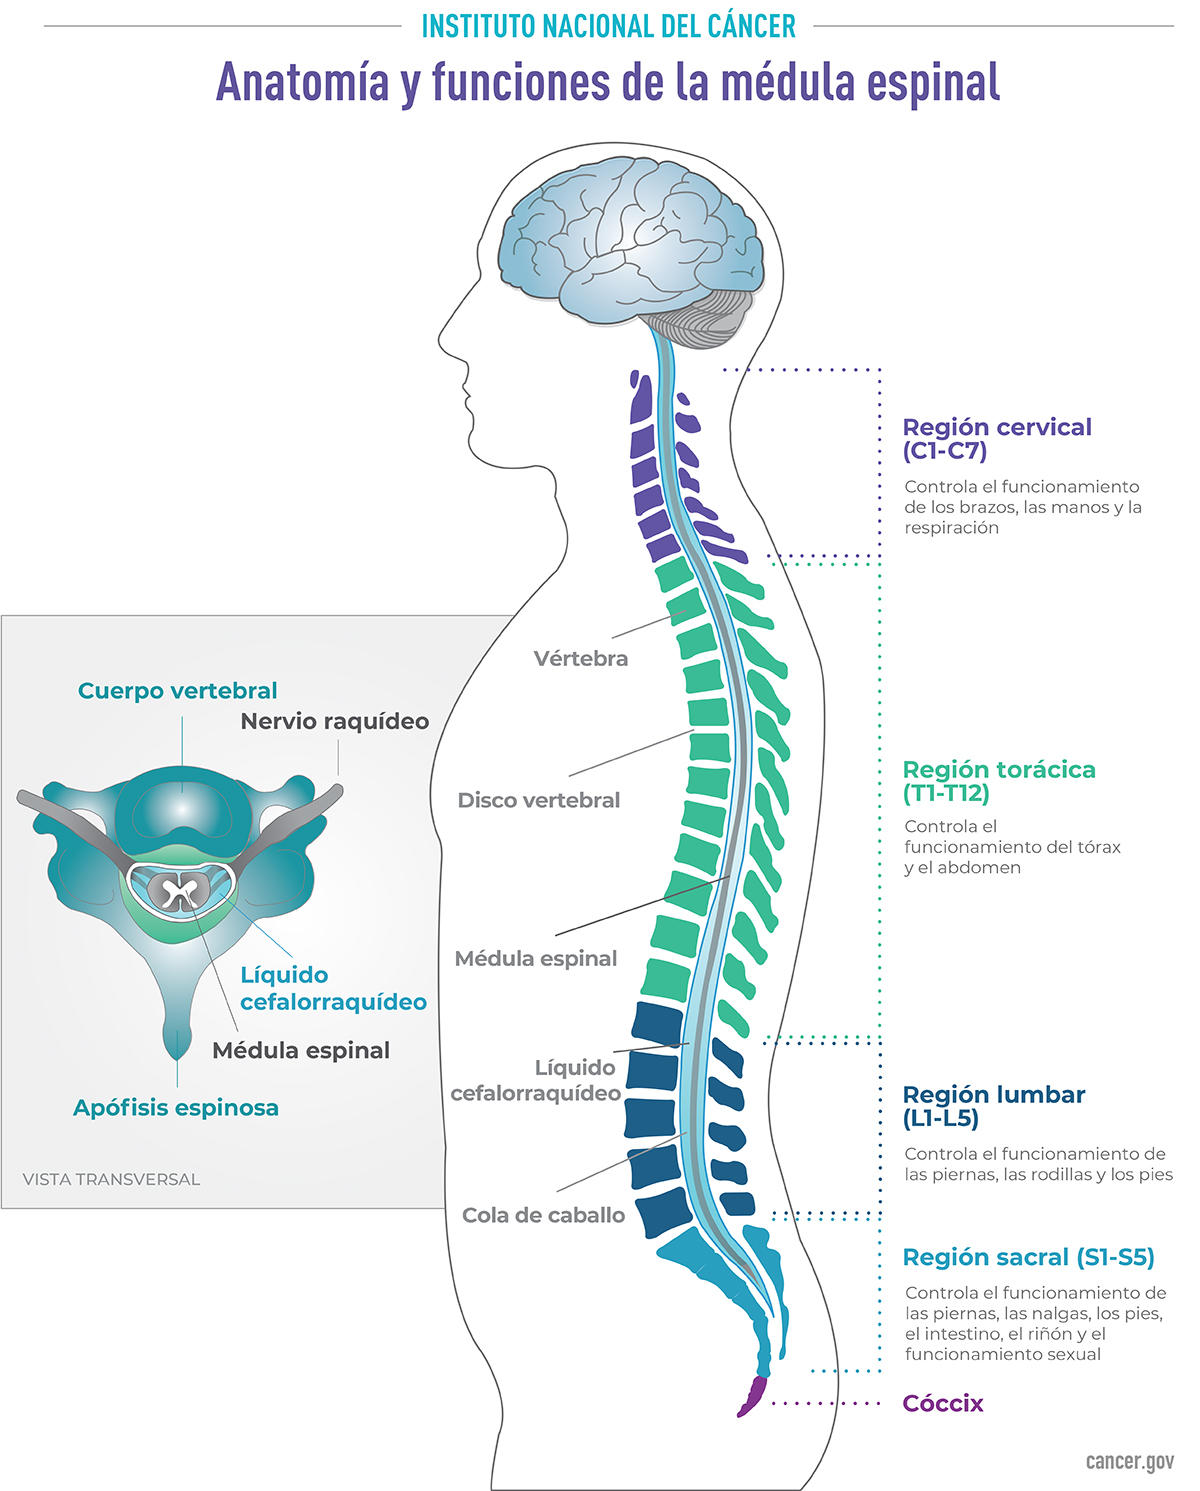 INSTITUTO NACIONAL DEL CÁNCER
Anatomía y funciones de la médula espinal
Región cervical
(C1-C7)
Controla el funcionamiento
de los brazos, las manos y la
respiración
Vértebra
Cuerpo vertebral
Nervio raquídeo
Disco vertebral
Región torácica
(T1-T12)
Controla el
funcionamiento del tórax
y el abdomen
Médula espinal
Líquido
cefalorraquídeo
Médula espinal
Apófisis espinosa
VISTA TRANSVERSAL
Líquido
cefalorraquídeo
Región lumbar
(L1-L5)
Controla el funcionamiento de
las piernas, las rodillas y los pies
Cola de caballo
Región sacral (S1-S5)
Controla el funcionamiento de
las piernas, las nalgas, los pies,
el intestino, el riñón y el
funcionamiento sexual
Cóccix
cancer.gov